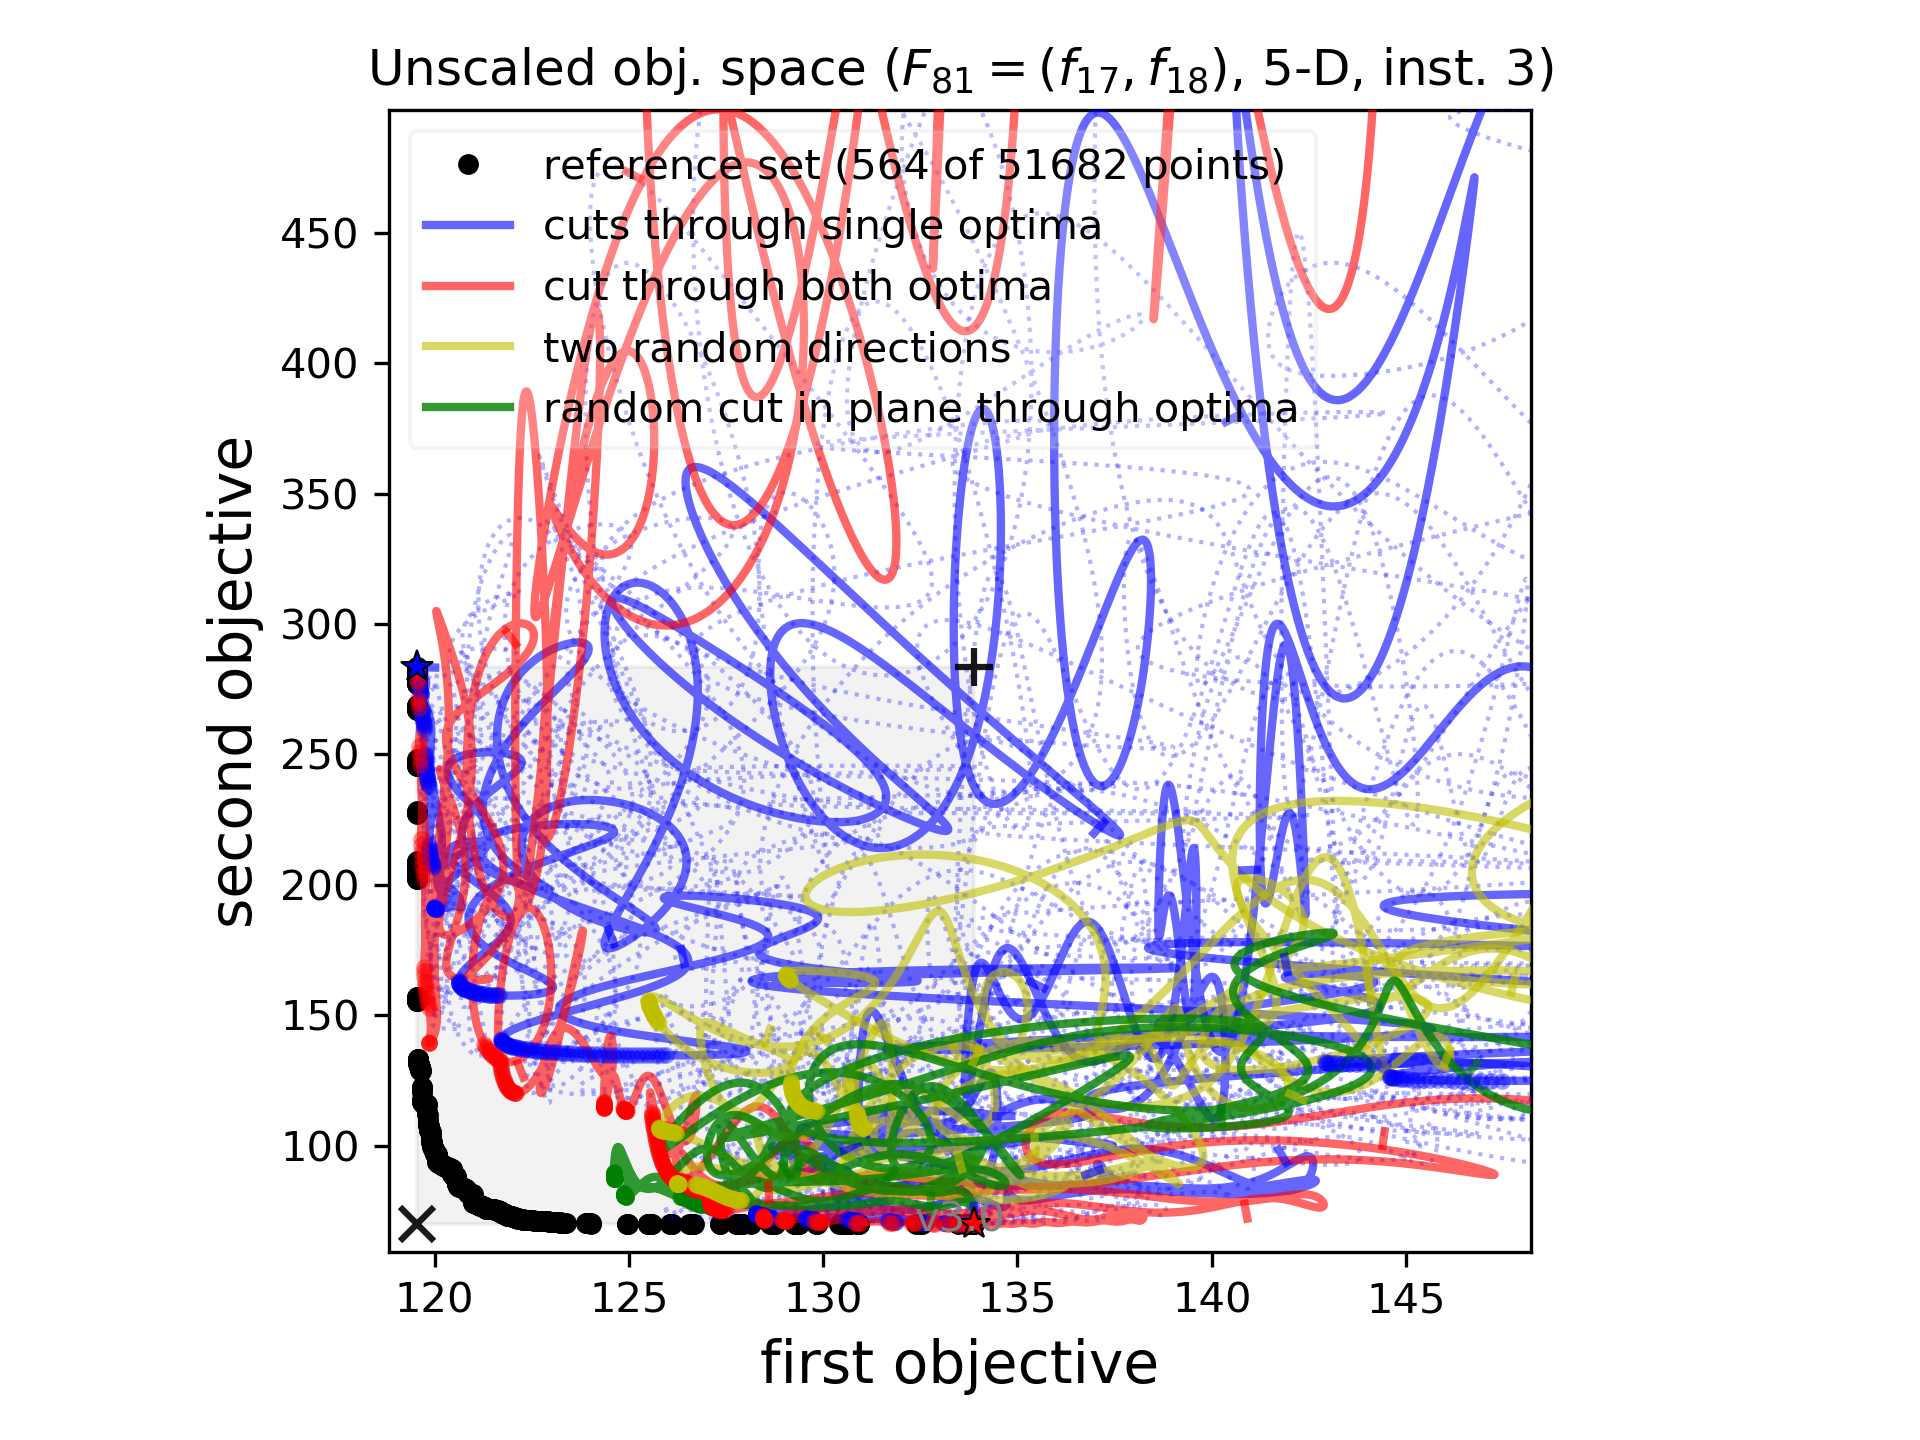 Unscaled obj. space (F81 = (f17, f18), 5-D, inst. 3)
reference set (564 of 51682 points)
cuts through single optima
cut through both optima
two random directions
random cut in plane through optima
450
400
350
300
250
200
150
100
second objective
120 125 130 135 140 145
first objective